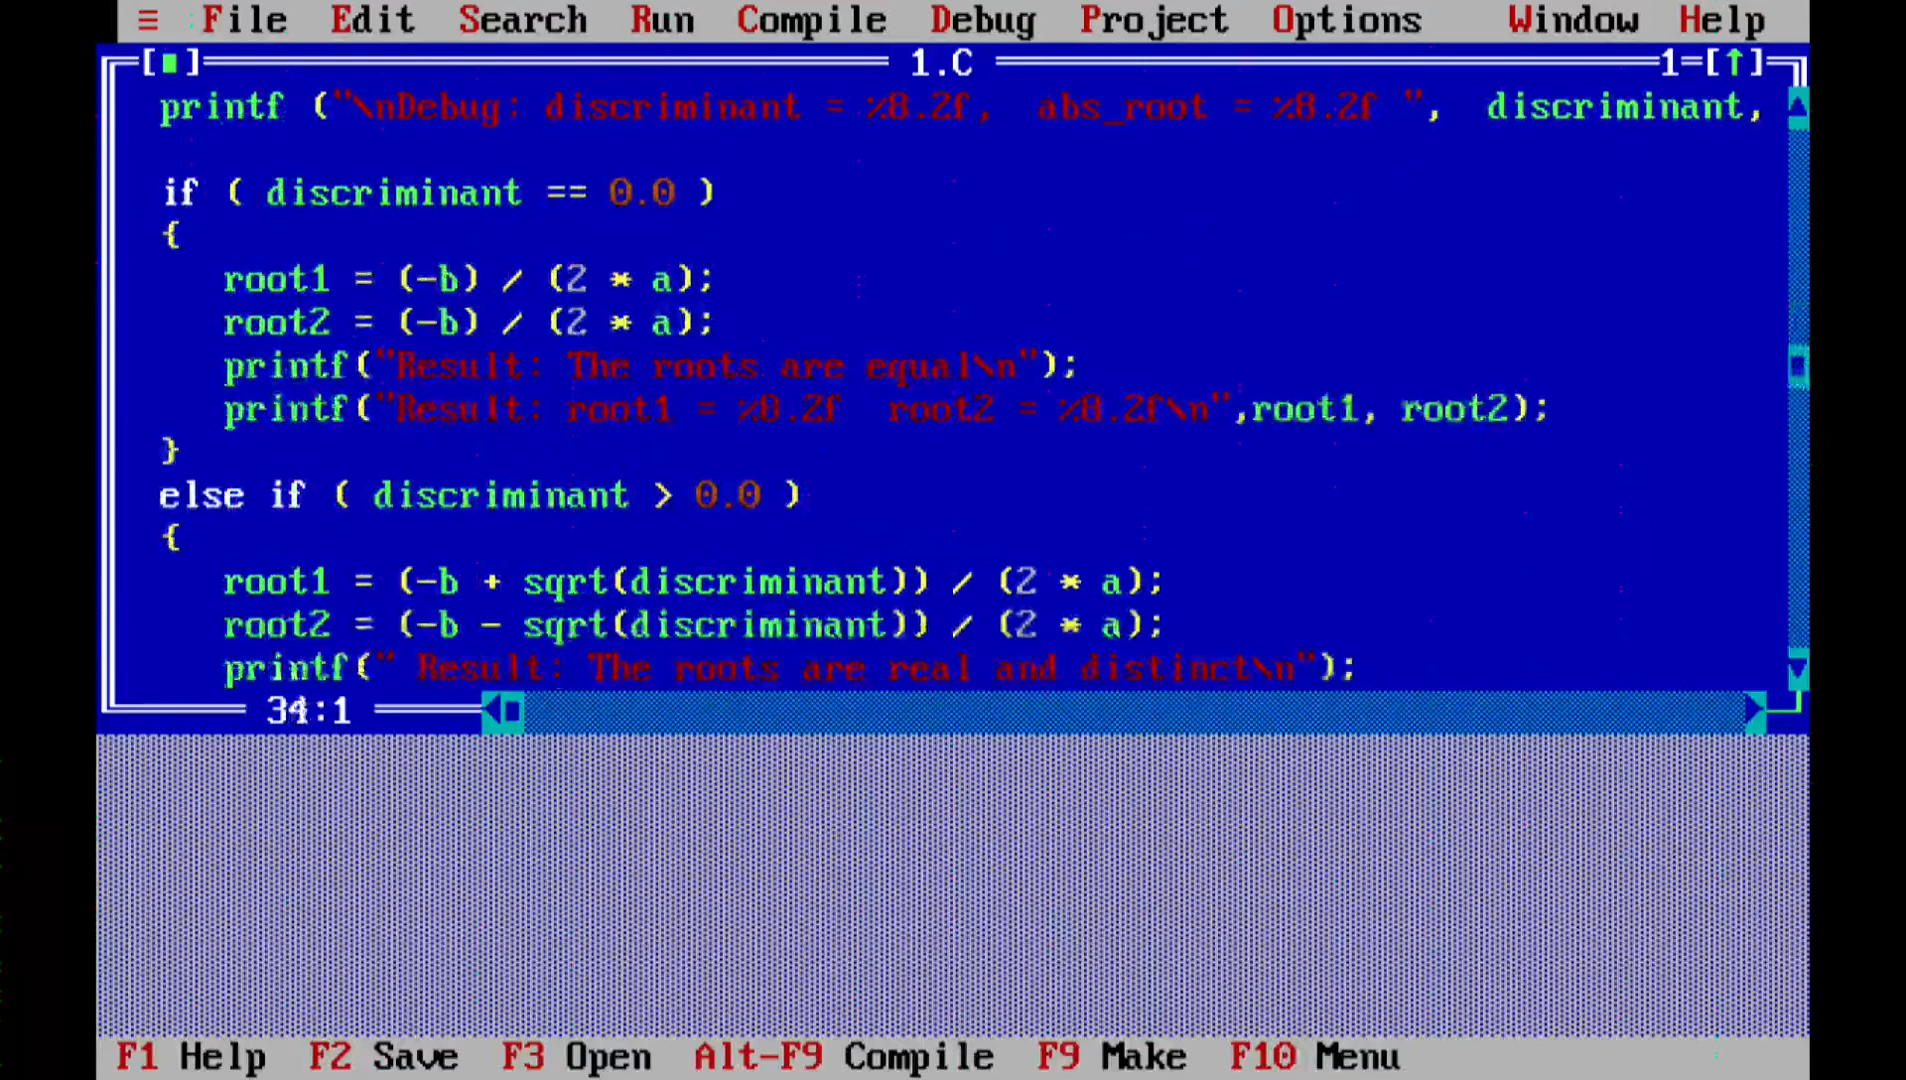 ≡ File Edit Search Run Compile Debug Project Options Window Help
[■] 1.C 1=[↑]
printf ("\nDebug: discriminant = %8.2f, abs_root = %8.2f ", discriminant,
if ( discriminant == 0.0 )
{
root1 = (-b) / (2 * a);
root2 = (-b) / (2 * a);
printf("Result: The roots are equal\n");
printf("Result: root1 = %8.2f root2 = %8.2f\n",root1, root2);
}
else if ( discriminant > 0.0 )
{
root1 = (-b + sqrt(discriminant)) / (2 * a);
root2 = (-b - sqrt(discriminant)) / (2 * a);
printf(" Result: The roots are real and distinct\n");
34:1
F1 Help F2 Save F3 Open Alt-F9 Compile F9 Make F10 Menu